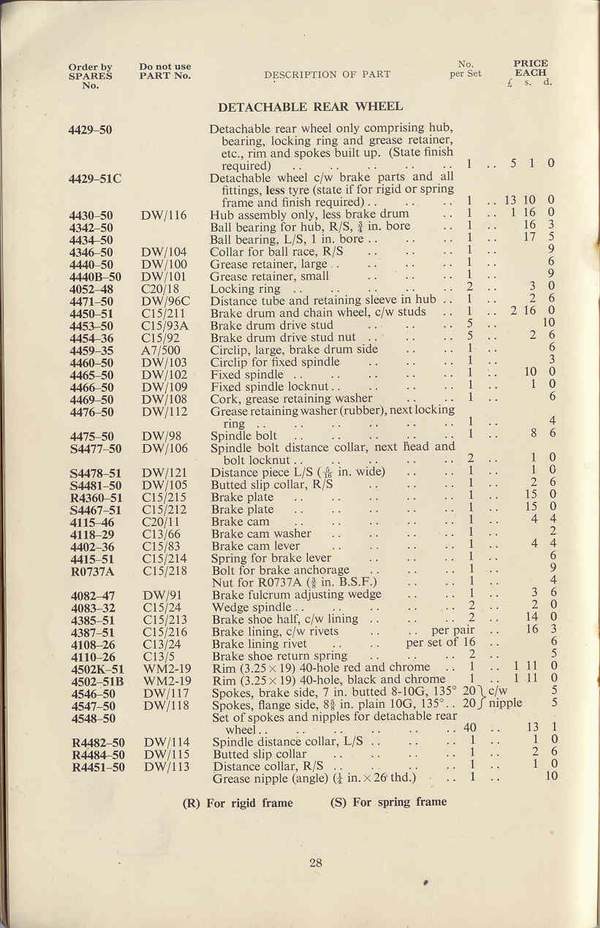 Order by Do not use No. PRICE
SPARES PART No. DESCRIPTION OF PART per Set EACH
No. £ s. d.
DETACHABLE REAR WHEEL
4429-50 Detachable rear wheel only comprising hub,
bearing, locking ring and grease retainer,
etc., rim and spokes built up. (State finish
required) .. .. .. .. .. 1 .. 5 1 0
4429-51C Detachable wheel c/w brake parts and all
fittings, less tyre (state if for rigid or spring
frame and finish required) .. .. .. 1 .. 13 10 0
4430-50 DW/116 Hub assembly only, less brake drum .. 1 .. 1 16 0
4342-50 Ball bearing for hub, R/S, ¾ in. bore .. 1 .. 16 3
4434-50 Ball bearing, L/S, 1 in. bore .. .. .. 1 .. 17 5
4346-50 DW/104 Collar for ball race, R/S .. .. .. 1 .. 9
4440-50 DW/100 Grease retainer, large .. .. .. .. 1 .. 6
4440B-50 DW/101 Grease retainer, small .. .. .. 1 .. 9
4052-48 C20/18 Locking ring .. .. .. .. .. 2 .. 3 0
4471-50 DW/96C Distance tube and retaining sleeve in hub .. 1 .. 2 6
4450-51 C15/211 Brake drum and chain wheel, c/w studs .. 1 .. 2 16 0
4453-50 C15/93A Brake drum drive stud .. .. .. 5 .. 10
4454-36 C15/92 Brake drum drive stud nut .. .. .. 5 .. 2 6
4459-35 A7/500 Circlip, large, brake drum side .. .. 1 .. 6
4460-50 DW/103 Circlip for fixed spindle .. .. .. 1 .. 3
4465-50 DW/102 Fixed spindle .. .. .. .. .. 1 .. 10 0
4466-50 DW/109 Fixed spindle locknut .. .. .. .. 1 .. 1 0
4469-50 DW/108 Cork, grease retaining washer .. .. 1 .. 6
4476-50 DW/112 Grease retaining washer (rubber), next locking
ring .. .. .. .. .. .. 1 .. 4
4475-50 DW/98 Spindle bolt .. .. .. .. .. 1 .. 8 6
S4477-50 DW/106 Spindle bolt distance collar, next head and
bolt locknut .. .. .. .. .. 2 .. 1 0
S4478-51 DW/121 Distance piece L/S ( in. wide) .. .. 1 .. 1 0
S4481-50 DW/105 Butted slip collar, R/S .. .. .. 1 .. 2 6
R4360-51 C15/215 Brake plate .. .. .. .. .. 1 .. 15 0
S4467-51 C15/212 Brake plate .. .. .. .. .. 1 .. 15 0
4115-46 C20/11 Brake cam .. .. .. .. .. 1 .. 4 4
4118-29 C13/66 Brake cam washer .. .. .. .. 1 .. 2
4402-36 C15/83 Brake cam lever .. .. .. .. 1 .. 4 4
4415-51 C15/214 Spring for brake lever .. .. .. 1 .. 6
R0737A C15/218 Bolt for brake anchorage .. .. .. 1 .. 9
Nut for R0737A (⅜ in. B.S.F.) .. .. 1 .. 4
4082-47 DW/91 Brake fulcrum adjusting wedge .. .. 1 .. 3 6
4083-32 C15/24 Wedge spindle .. .. .. .. .. 2 .. 2 0
4385-51 C15/213 Brake shoe half, c/w lining .. .. .. 2 .. 14 0
4387-51 C15/216 Brake lining, c/w rivets .. .. per pair .. 16 3
4108-26 C13/24 Brake lining rivet .. .. per set of 16 .. 6
4110-26 C13/5 Brake shoe return spring .. .. .. 2 .. 5
4502K-51 WM2-19 Rim (3.25 × 19) 40-hole red and chrome .. 1 .. 1 11 0
4502-51B WM2-19 Rim (3.25 × 19) 40-hole, black and chrome 1 .. 1 11 0
4546-50 DW/117 Spokes, brake side, 7 in. butted 8-10G, 135° 20 } c/w 5
4547-50 DW/118 Spokes, flange side, 8⅝ in. plain 10G, 135° .. 20 } nipple 5
4548-50 Set of spokes and nipples for detachable rear
wheel .. .. .. .. .. .. 40 .. 13 1
R4482-50 DW/114 Spindle distance collar, L/S .. .. .. 1 .. 1 0
R4484-50 DW/115 Butted slip collar .. .. .. .. 1 .. 2 6
R4451-50 DW/113 Distance collar, R/S .. .. .. .. 1 .. 1 0
Grease nipple (angle) (¼ in. × 26 thd.) .. 1 .. 10
(R) For rigid frame (S) For spring frame
28